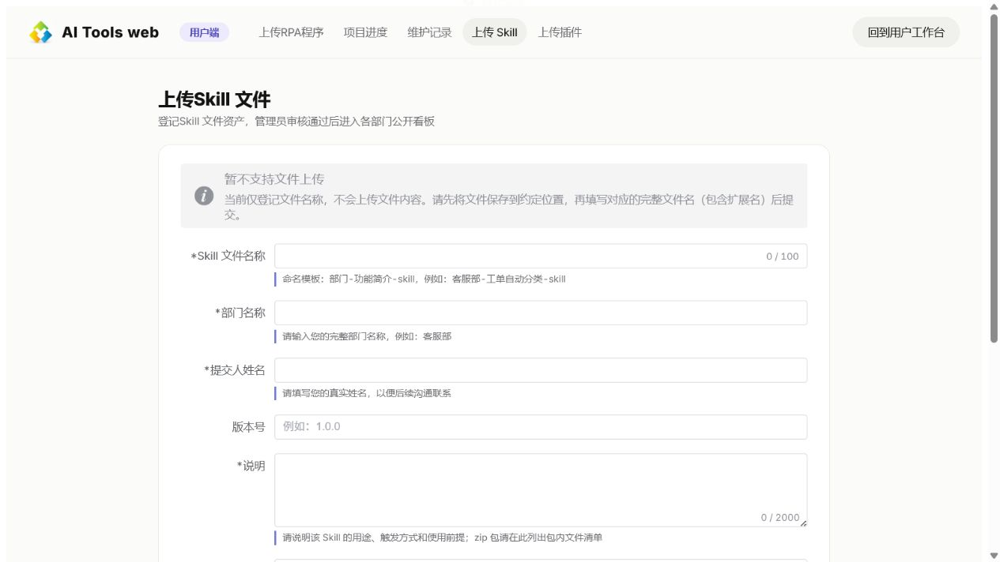 AI Tools web 用户端 上传RPA程序 项目进度 维护记录 上传 Skill 上传插件 回到用户工作台
上传Skill 文件
登记Skill 文件资产，管理员审核通过后进入各部门公开看板
暂不支持文件上传
当前仅登记文件名称，不会上传文件内容。请先将文件保存到约定位置，再填写对应的完整文件名（包含扩展名）后提
交。
*Skill 文件名称 0 / 100
命名模板：部门-功能简介-skill，例如：客服部-工单自动分类-skill
*部门名称
请输入您的完整部门名称，例如：客服部
*提交人姓名
请填写您的真实姓名，以便后续沟通联系
版本号 例如：1.0.0
*说明
0 / 2000
请说明该 Skill 的用途、触发方式和使用前提；zip 包请在此列出包内文件清单